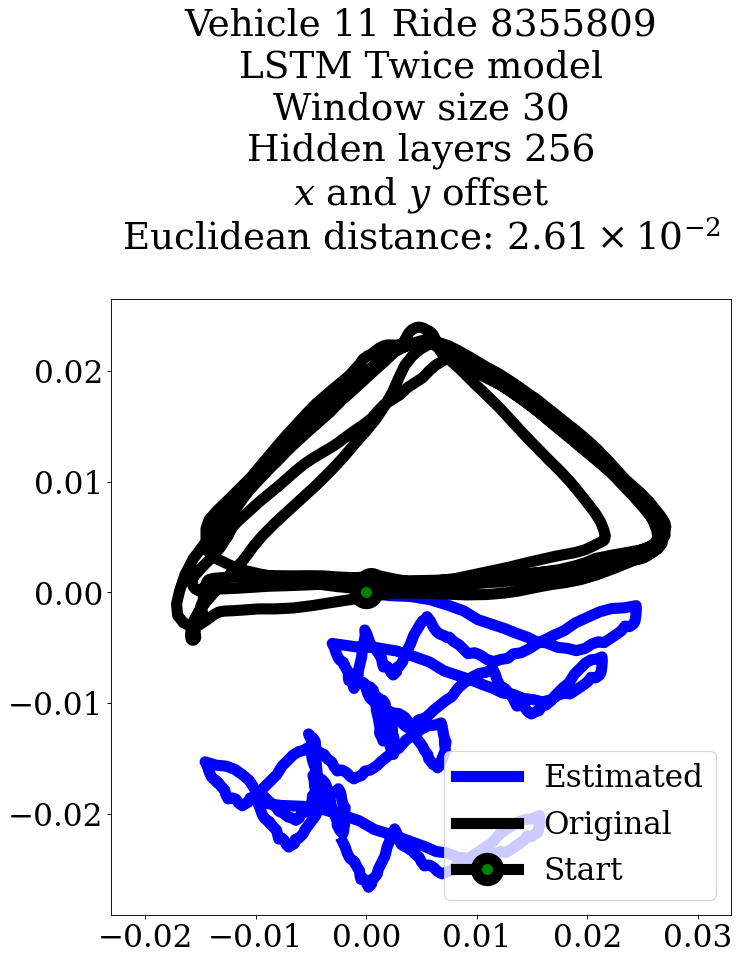 Vehicle 11 Ride 8355809
LSTM Twice model
Window size 30
Hidden layers 256
x and y offset
Euclidean distance: 2.61 × 10⁻²
0.02
0.01
0.00
−0.01
−0.02
Estimated
Original
Start
−0.02 −0.01 0.00 0.01 0.02 0.03